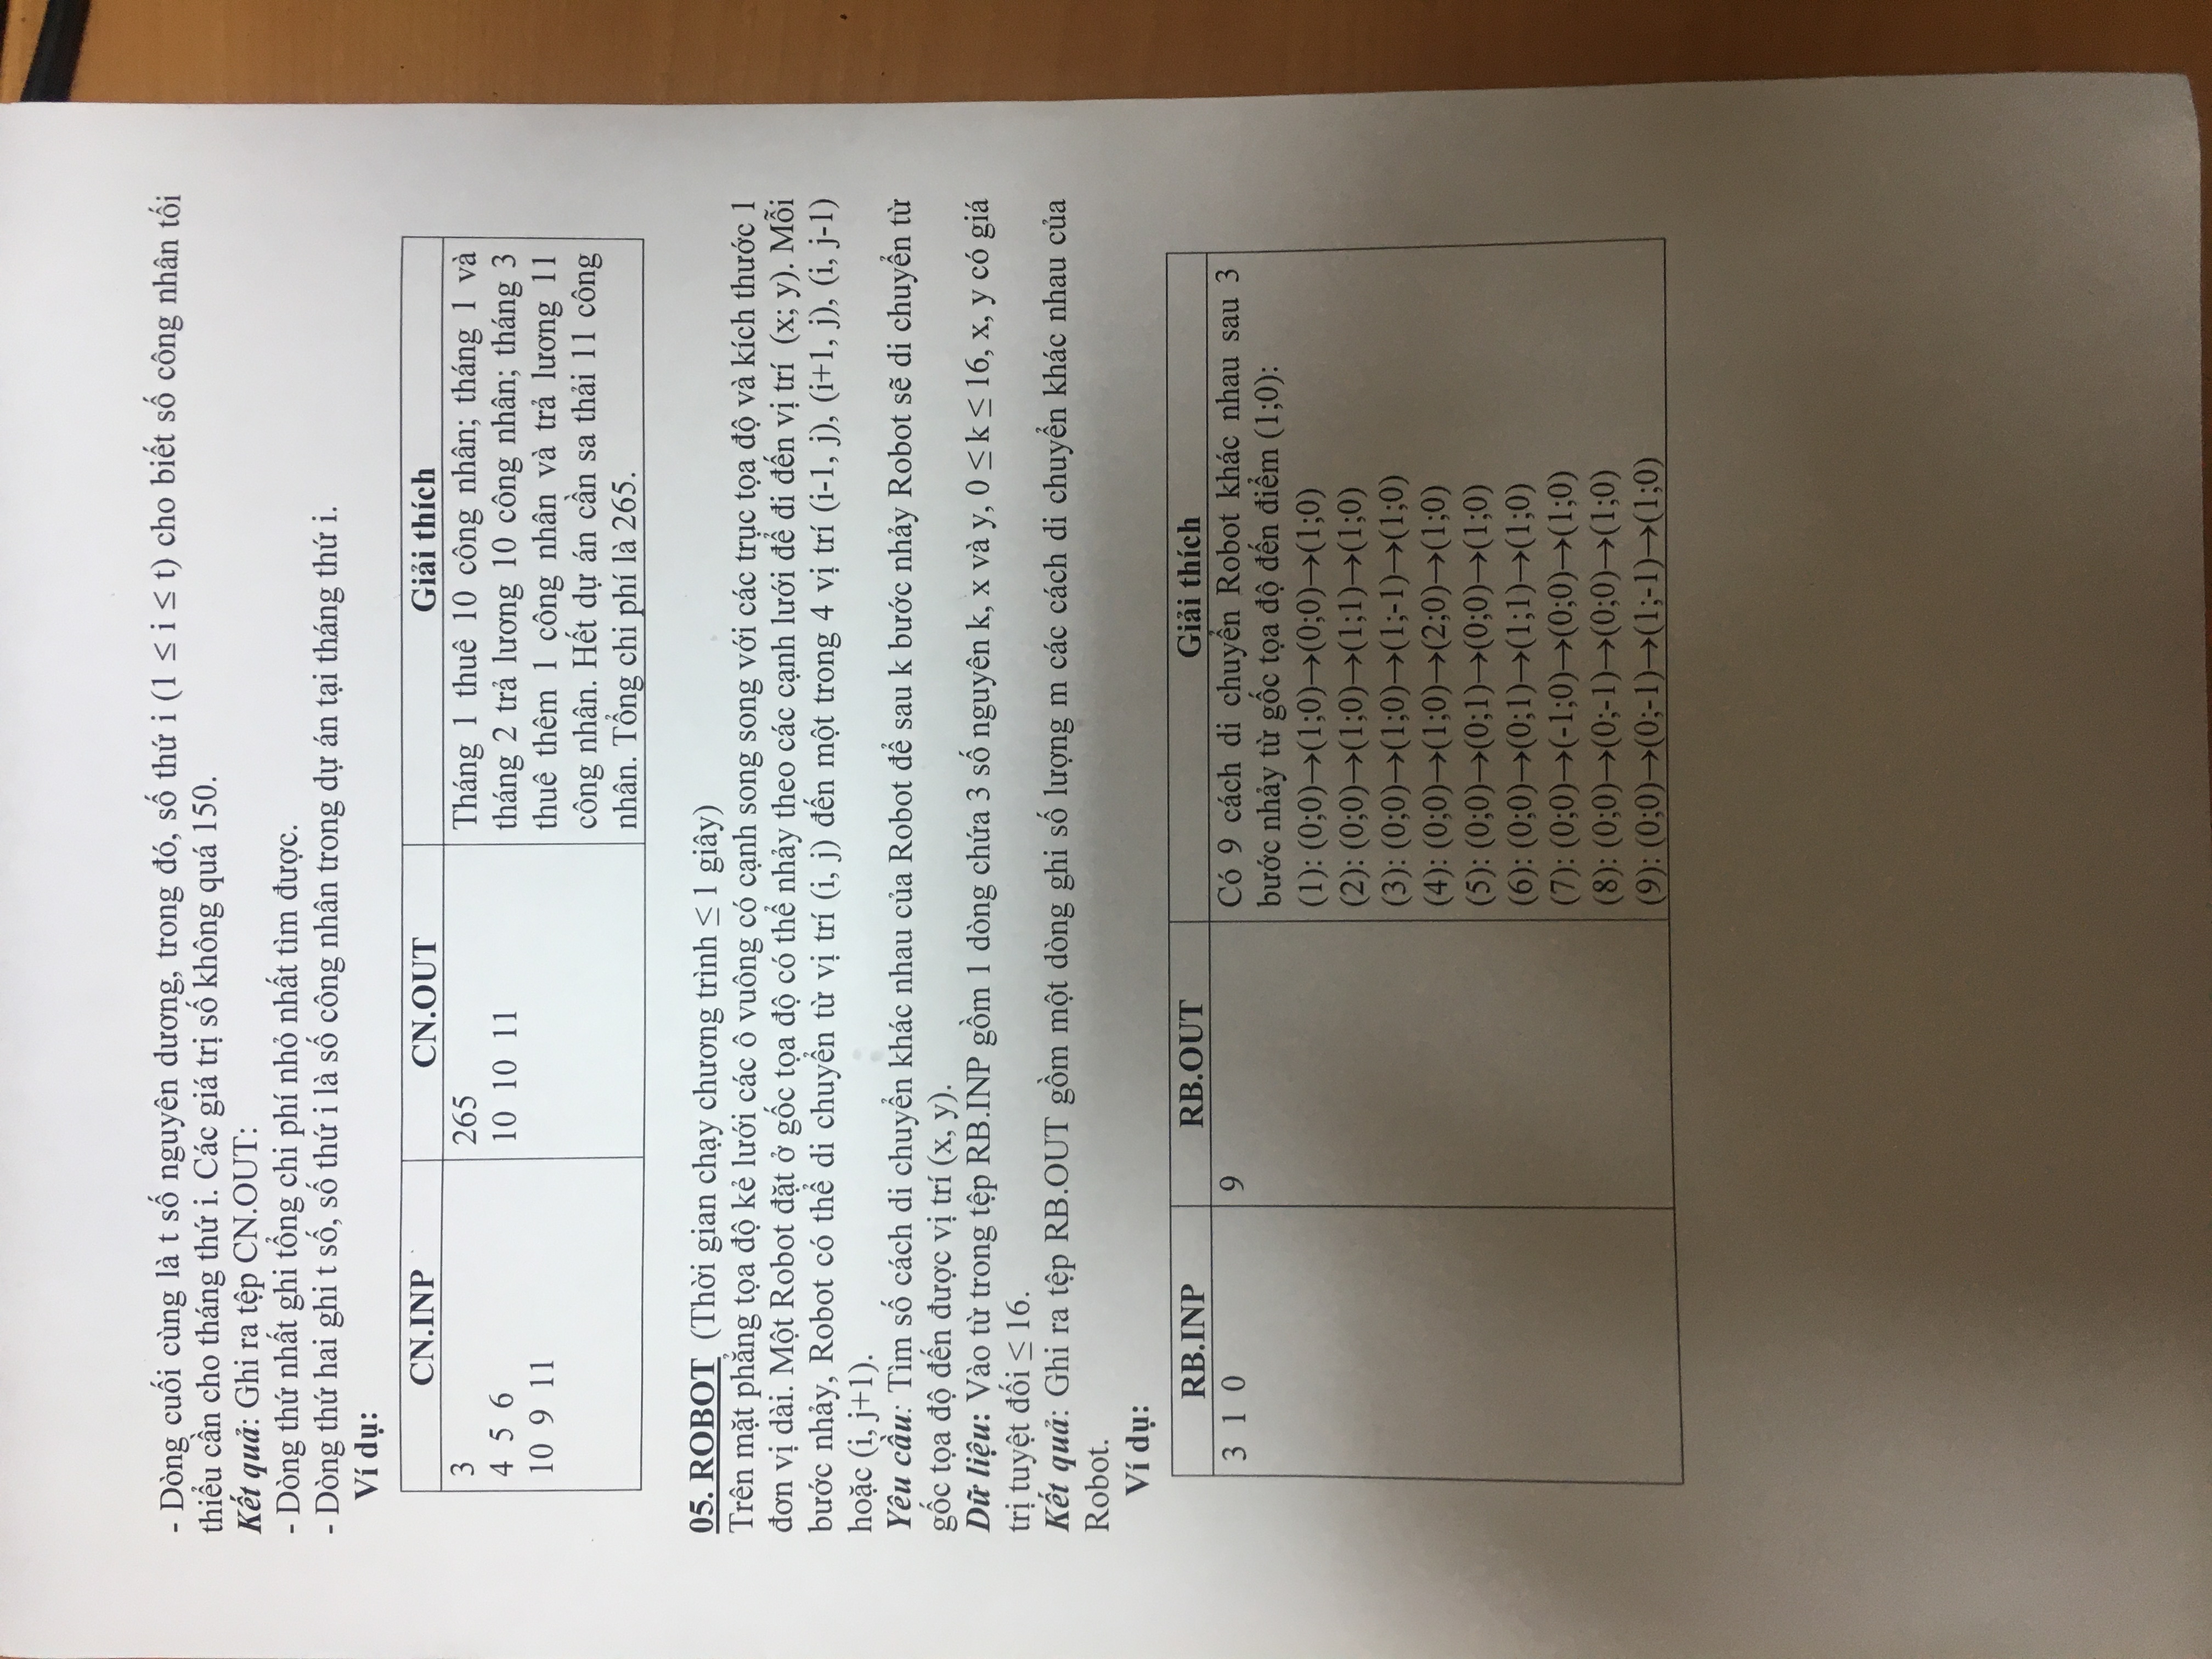 - Dòng cuối cùng là t số nguyên dương, trong đó, số thứ i (1 ≤ i ≤ t) cho biết số công nhân tối
thiểu cần cho tháng thứ i. Các giá trị số không quá 150.
Kết quả: Ghi ra tệp CN.OUT:
- Dòng thứ nhất ghi tổng chi phí nhỏ nhất tìm được.
- Dòng thứ hai ghi t số, số thứ i là số công nhân trong dự án tại tháng thứ i.
Ví dụ:
CN.INP CN.OUT Giải thích
3 265 Tháng 1 thuê 10 công nhân; tháng 1 và
4 5 6 10 10 11 tháng 2 trả lương 10 công nhân; tháng 3
10 9 11 thuê thêm 1 công nhân và trả lương 11
công nhân. Hết dự án cần sa thải 11 công
nhân. Tổng chi phí là 265.
05. ROBOT (Thời gian chạy chương trình ≤ 1 giây)
Trên mặt phẳng tọa độ kẻ lưới các ô vuông có cạnh song song với các trục tọa độ và kích thước 1
đơn vị dài. Một Robot đặt ở gốc tọa độ có thể nhảy theo các cạnh lưới để đi đến vị trí (x; y). Mỗi
bước nhảy, Robot có thể di chuyển từ vị trí (i, j) đến một trong 4 vị trí (i-1, j), (i+1, j), (i, j-1)
hoặc (i, j+1).
Yêu cầu: Tìm số cách di chuyển khác nhau của Robot để sau k bước nhảy Robot sẽ di chuyển từ
gốc tọa độ đến được vị trí (x, y).
Dữ liệu: Vào từ trong tệp RB.INP gồm 1 dòng chứa 3 số nguyên k, x và y, 0 ≤ k ≤ 16, x, y có giá
trị tuyệt đối ≤ 16.
Kết quả: Ghi ra tệp RB.OUT gồm một dòng ghi số lượng m các cách di chuyển khác nhau của
Robot.
Ví dụ:
RB.INP RB.OUT Giải thích
3 1 0 9 Có 9 cách di chuyển Robot khác nhau sau 3
bước nhảy từ gốc tọa độ đến điểm (1;0):
(1): (0;0)→(1;0)→(0;0)→(1;0)
(2): (0;0)→(1;0)→(1;1)→(1;0)
(3): (0;0)→(1;0)→(1;-1)→(1;0)
(4): (0;0)→(1;0)→(2;0)→(1;0)
(5): (0;0)→(0;1)→(0;0)→(1;0)
(6): (0;0)→(0;1)→(1;1)→(1;0)
(7): (0;0)→(-1;0)→(0;0)→(1;0)
(8): (0;0)→(0;-1)→(0;0)→(1;0)
(9): (0;0)→(0;-1)→(1;-1)→(1;0)